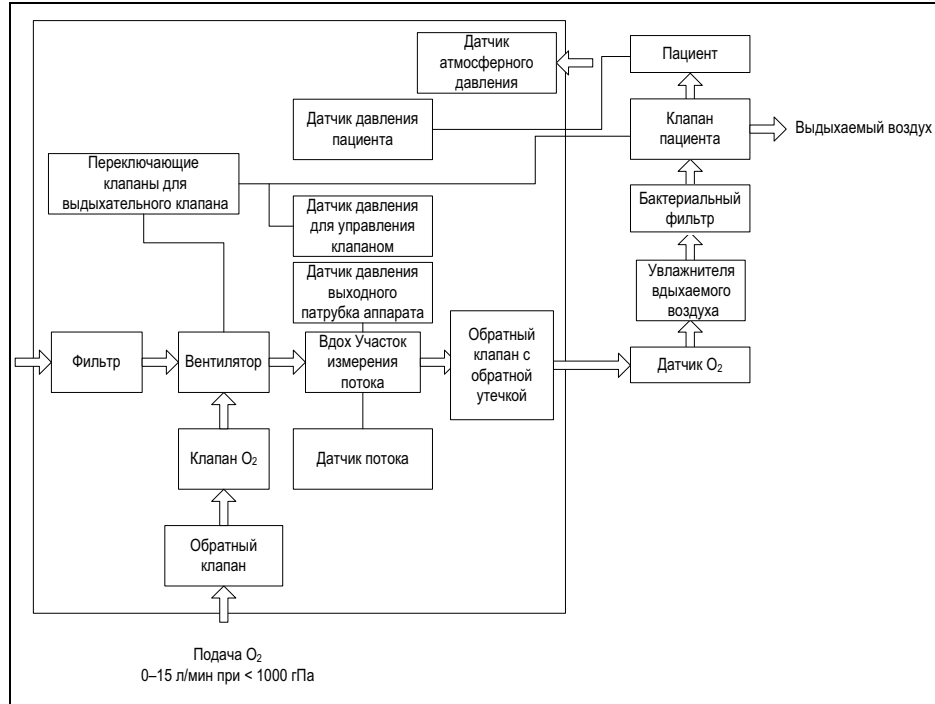 Датчик
атмосферного
давления
Пациент
Датчик давления
пациента
Клапан
пациента
Выдыхаемый воздух
Переключающие
клапаны для
выдыхательного клапана
Бактериальный
фильтр
Датчик давления
для управления
клапаном
Датчик давления
выходного
патрубка аппарата
Увлажнителя
вдыхаемого
воздуха
Фильтр
Вентилятор
Вдох Участок
измерения
потока
Обратный
клапан с
обратной
утечкой
Датчик O₂
Клапан O₂
Датчик потока
Обратный
клапан
Подача O₂
0–15 л/мин при < 1000 гПа